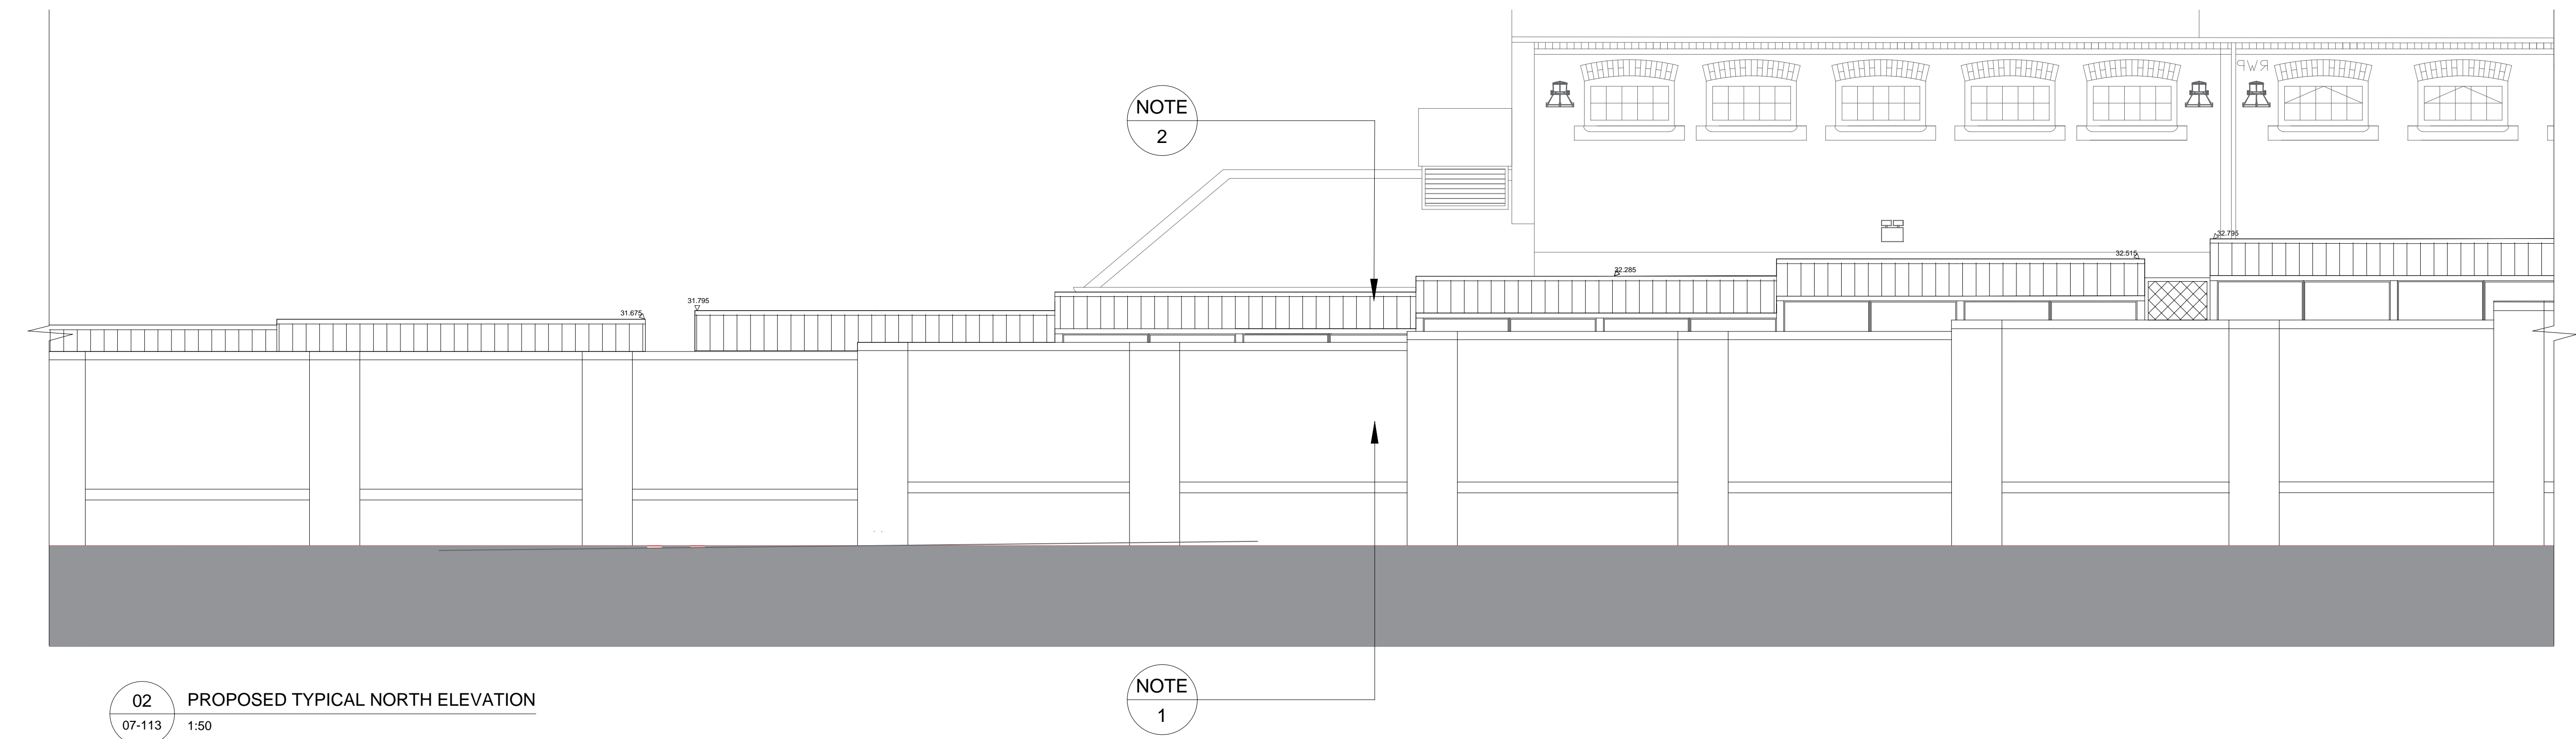 NOTE
2
RWP
32.795
32.515
32.285
31.795
31.675
NOTE
1
02
07-113
PROPOSED TYPICAL NORTH ELEVATION
1:50